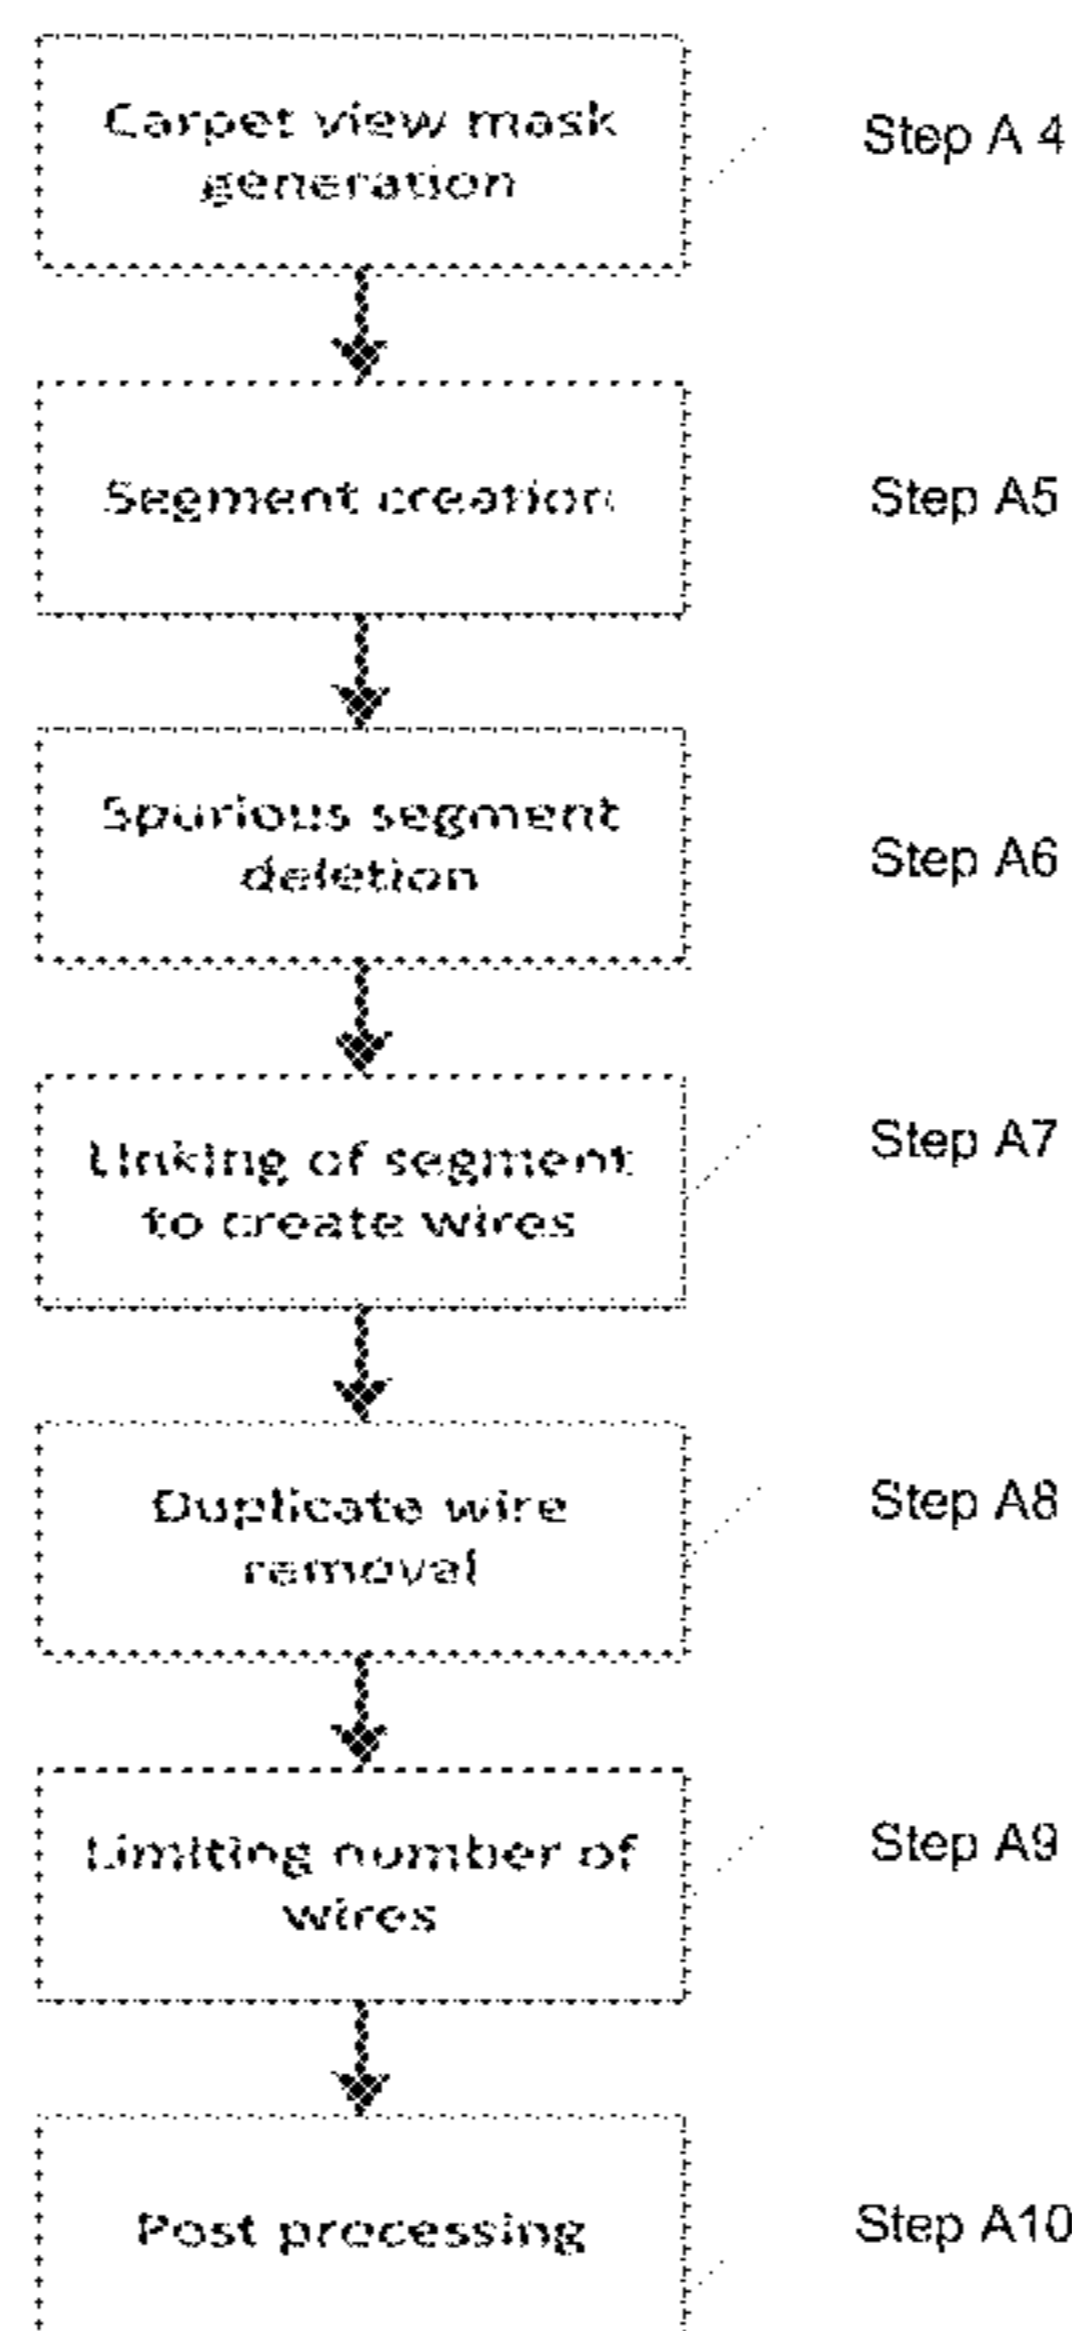 Carpet view mask
generation
Step A 4
Segment creation
Step A5
Spurious segment
deletion
Step A6
Linking of segment
to create wires
Step A7
Duplicate wire
removal
Step A8
Limiting number of
wires
Step A9
Post processing
Step A10